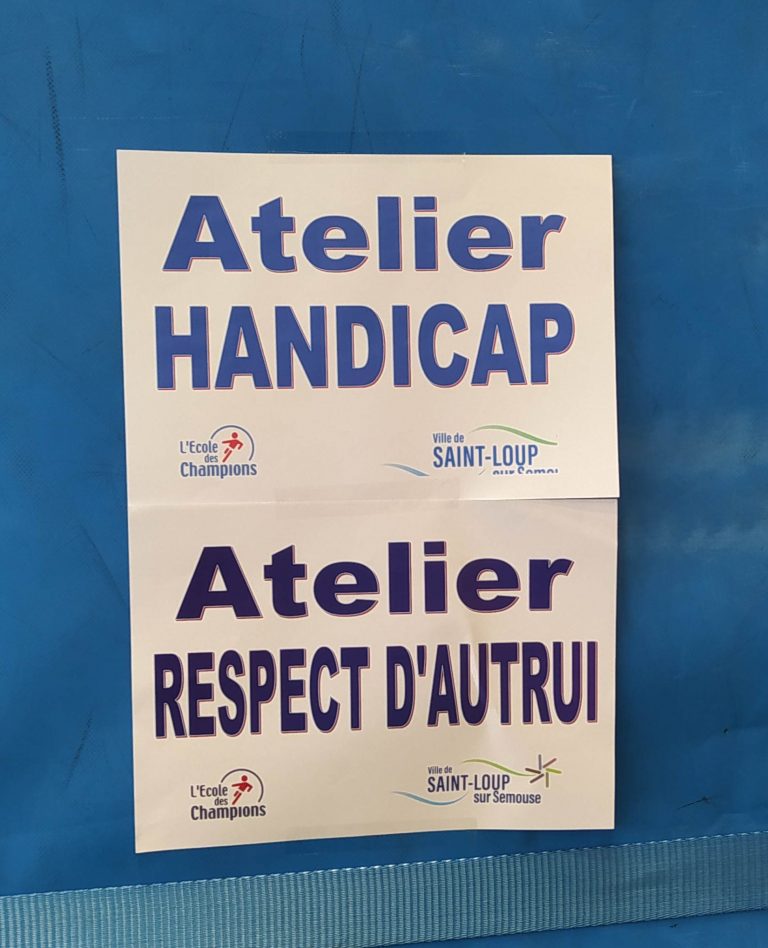 Atelier
HANDICAP
L'Ecole
des
Champions
Ville de
SAINT-LOUP
Atelier
RESPECT D'AUTRUI
L'Ecole
des
Champions
Ville de
SAINT-LOUP
sur Semouse